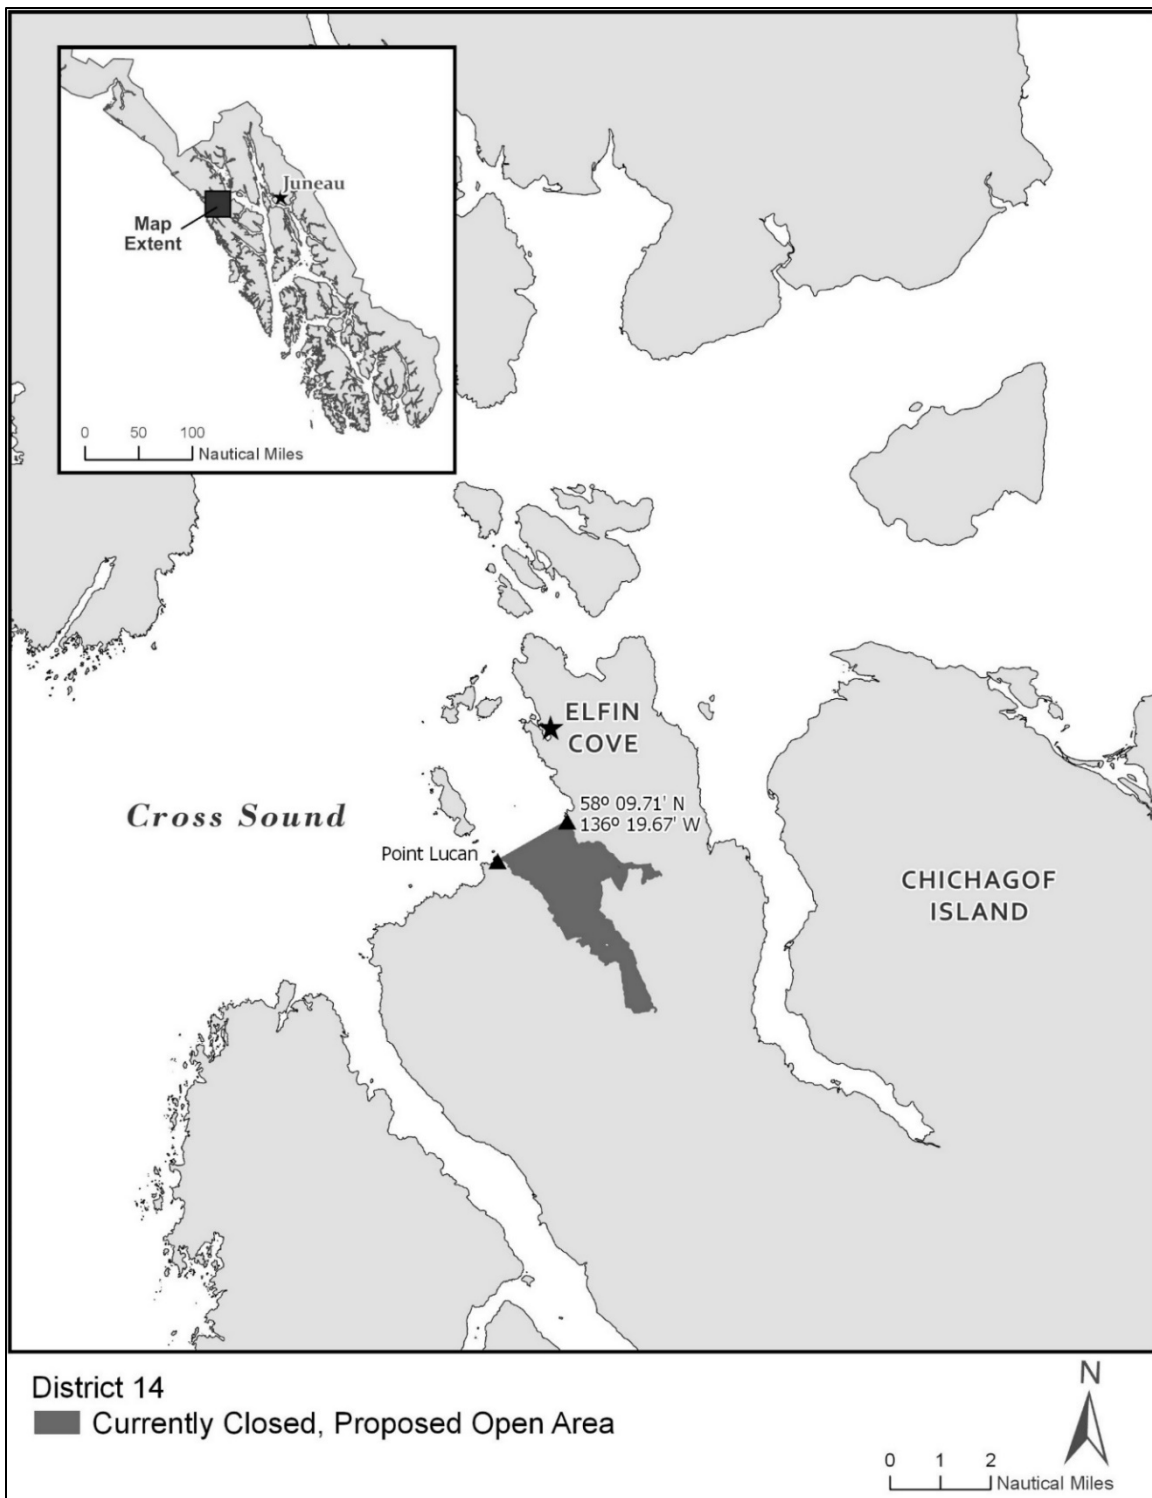 Juneau
Map
Extent
0 50 100
Nautical Miles
ELFIN
COVE
58º 09.71' N
136º 19.67' W
Cross Sound
Point Lucan
CHICHAGOF
ISLAND
District 14
Currently Closed, Proposed Open Area
N
0 1 2
Nautical Miles